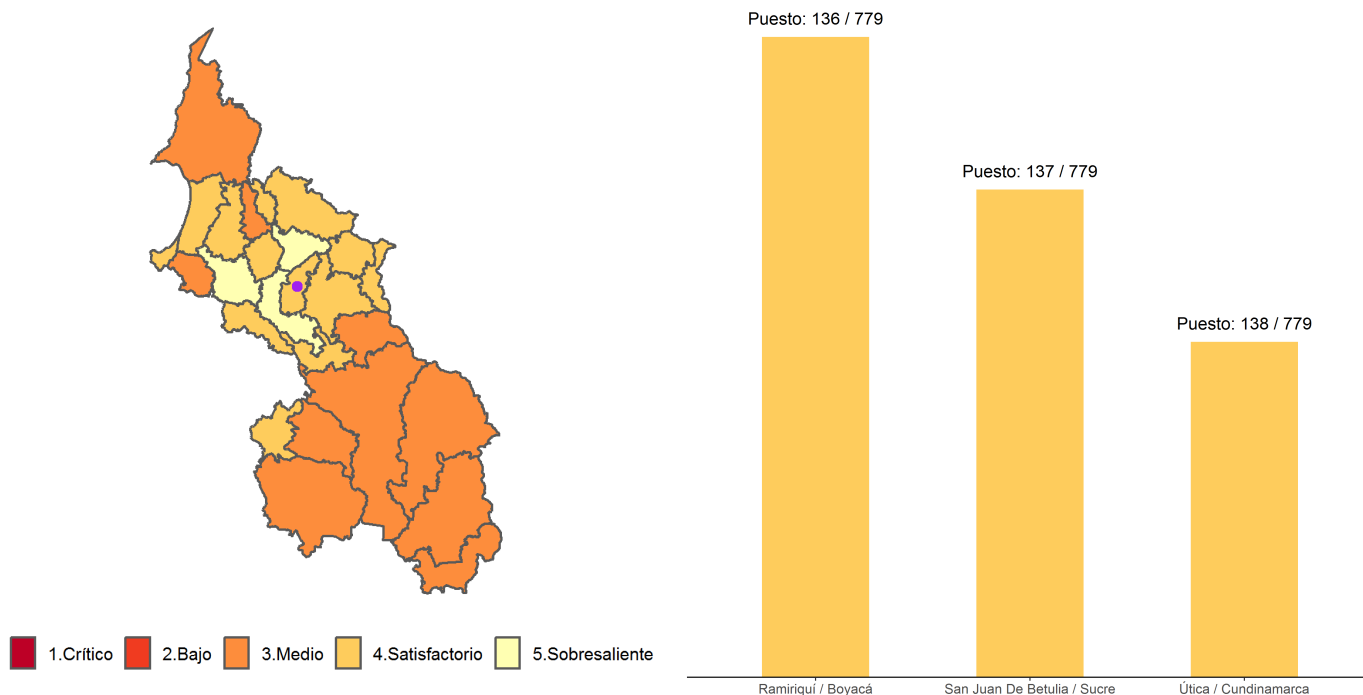 Puesto: 136 / 779
Puesto: 137 / 779
Puesto: 138 / 779
1.Crítico
2.Bajo
3.Medio
4.Satisfactorio
5.Sobresaliente
Ramiriquí / Boyacá
San Juan De Betulia / Sucre
Útica / Cundinamarca